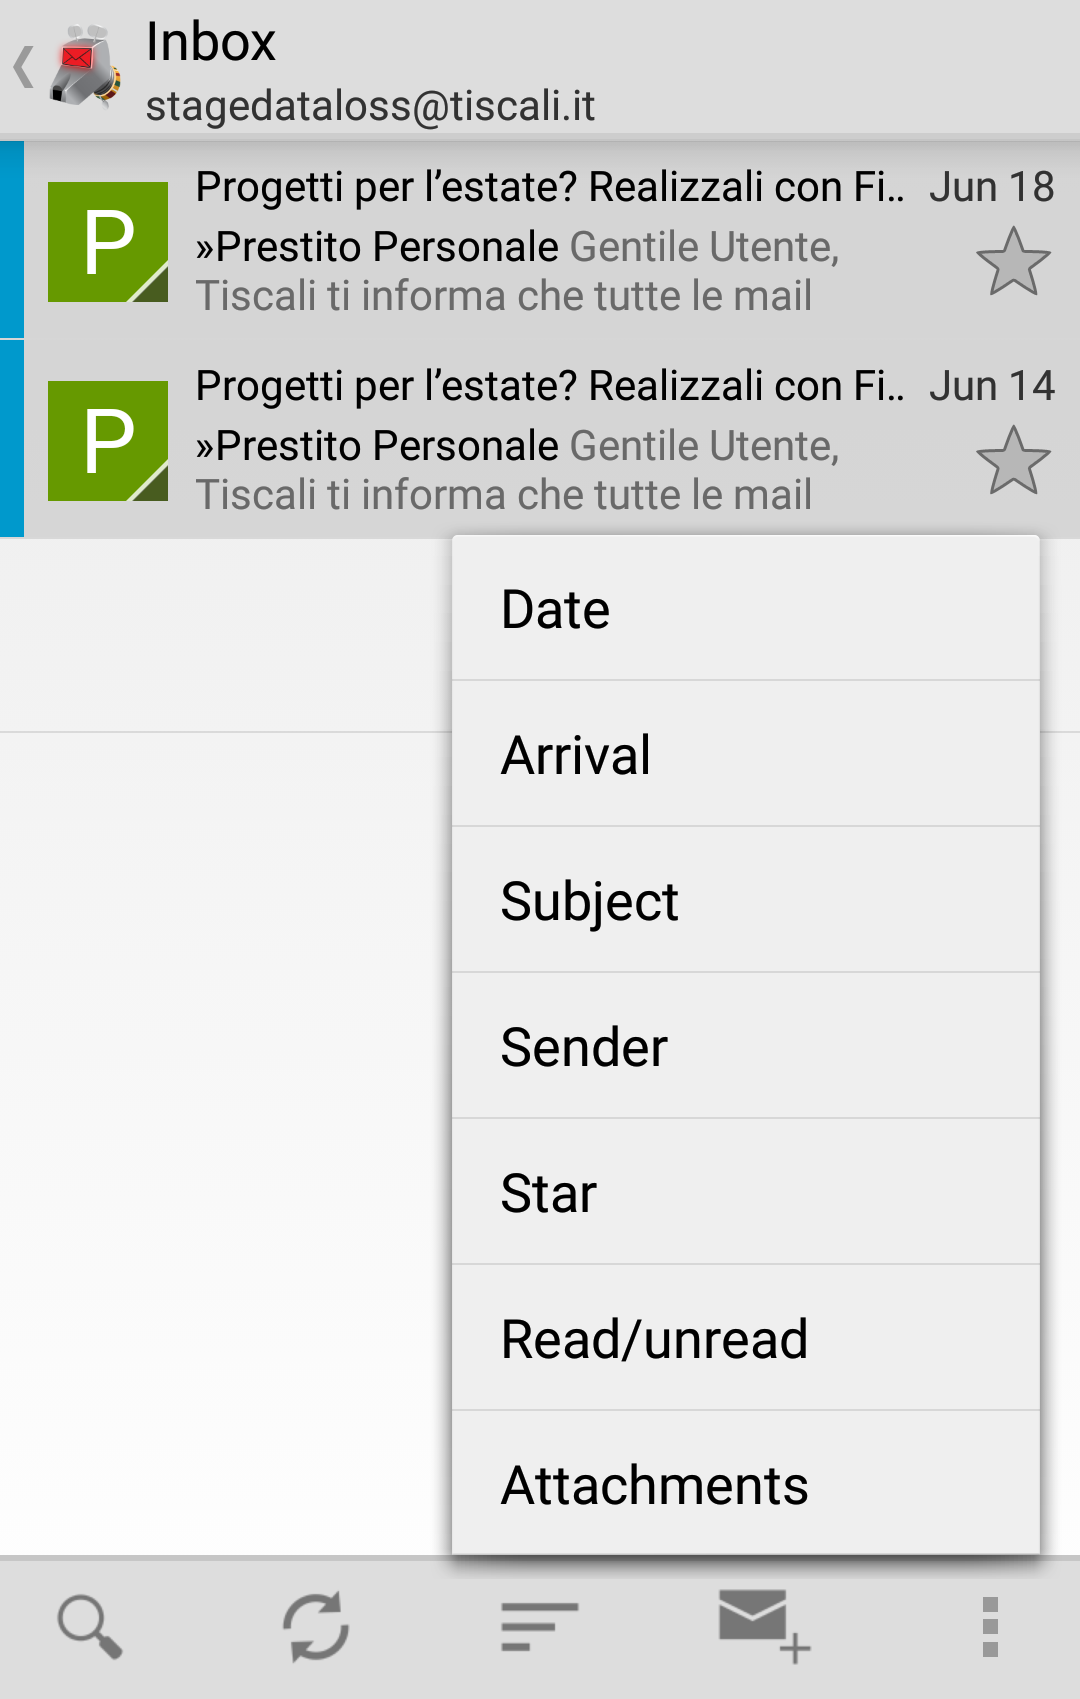 Inbox
stagedataloss@tiscali.it
P
Progetti per l’estate? Realizzali con Fi.. Jun 18
»Prestito Personale Gentile Utente,
Tiscali ti informa che tutte le mail
P
Progetti per l’estate? Realizzali con Fi.. Jun 14
»Prestito Personale Gentile Utente,
Tiscali ti informa che tutte le mail
Date
Arrival
Subject
Sender
Star
Read/unread
Attachments